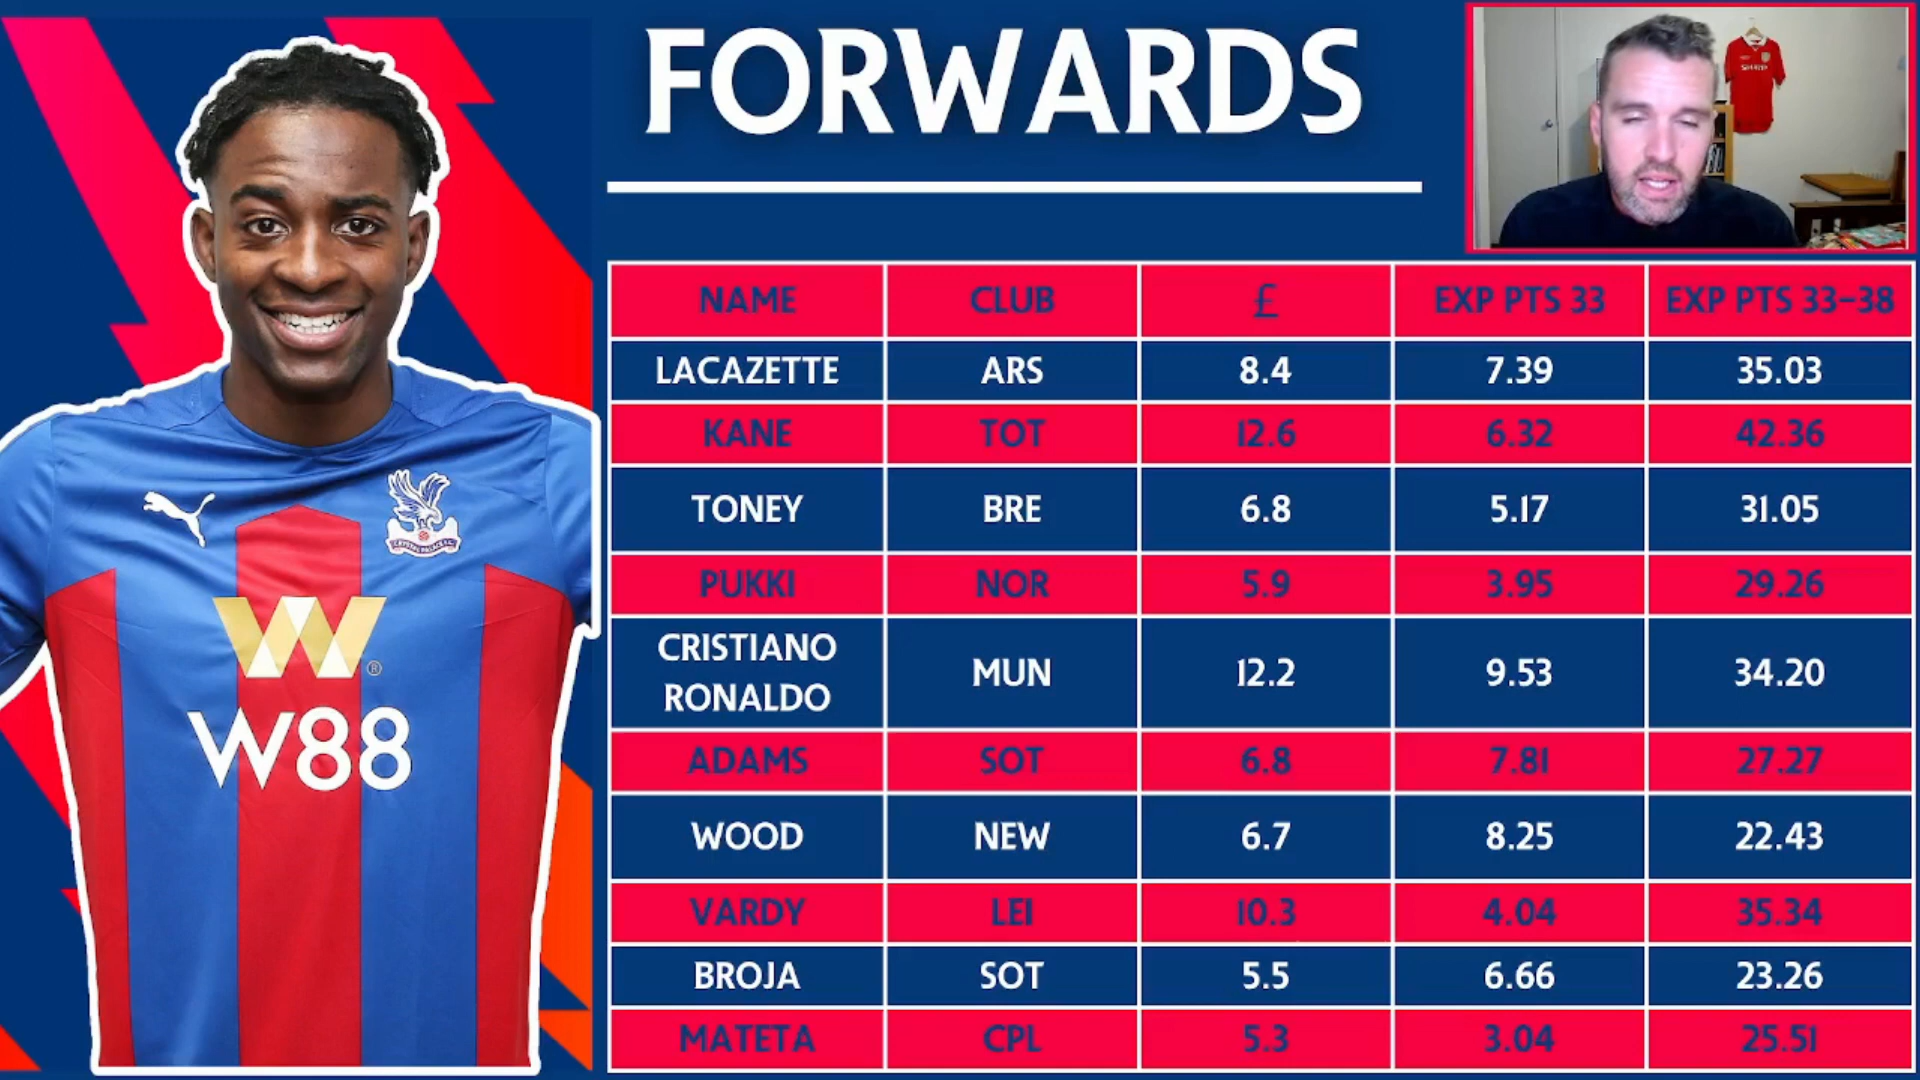 FORWARDS
SHARP
NAME CLUB £ EXP PTS 33 EXP PTS 33-38
LACAZETTE ARS 8.4 7.39 35.03
KANE TOT 12.6 6.32 42.36
TONEY BRE 6.8 5.17 31.05
PUKKI NOR 5.9 3.95 29.26
CRISTIANO
RONALDO MUN 12.2 9.53 34.20
ADAMS SOT 6.8 7.81 27.27
WOOD NEW 6.7 8.25 22.43
VARDY LEI 10.3 4.04 35.34
BROJA SOT 5.5 6.66 23.26
MATETA CPL 5.3 3.04 25.51
CRYSTAL PALACE F.C.
W ®
W88